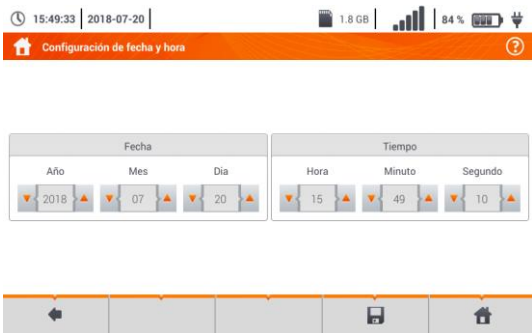 15:49:33 2018-07-20 1.8 GB 84 %
Configuración de fecha y hora ?
Fecha Tiempo
Año Mes Dia Hora Minuto Segundo
2018 07 20 15 49 10